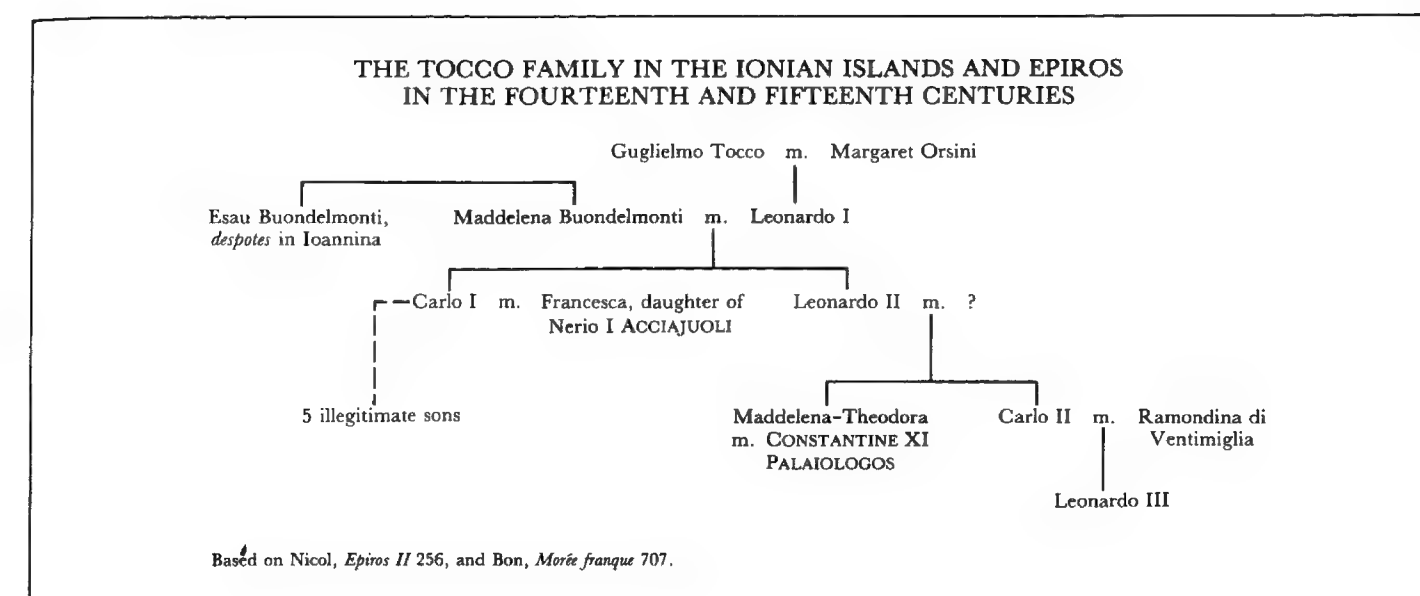 THE TOCCO FAMILY IN THE IONIAN ISLANDS AND EPIROS
IN THE FOURTEENTH AND FIFTEENTH CENTURIES
Guglielmo Tocco m. Margaret Orsini
Esau Buondelmonti,
despotes in Ioannina
Maddelena Buondelmonti m. Leonardo I
Carlo I m. Francesca, daughter of
Nerio I ACCIAJUOLI
Leonardo II m. ?
5 illegitimate sons
Maddelena-Theodora
m. CONSTANTINE XI
PALAIOLOGOS
Carlo II m. Ramondina di
Ventimiglia
Leonardo III
Based on Nicol, Epiros II 256, and Bon, Morée franque 707.